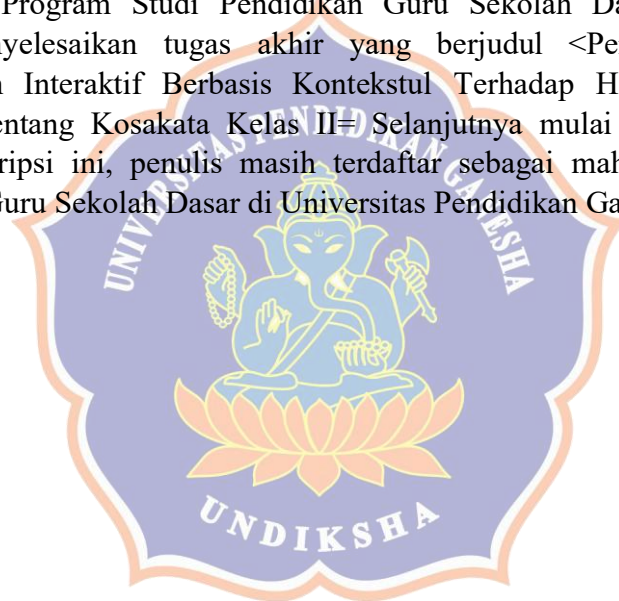 Program Studi Pendidikan Guru Sekolah Da
yelesaikan tugas akhir yang berjudul <Per
Interaktif Berbasis Kontekstul Terhadap H
entang Kosakata Kelas II= Selanjutnya mulai
ripsi ini, penulis masih terdaftar sebagai mah
Guru Sekolah Dasar di Universitas Pendidikan Ga
UNIVERSITAS PENDIDIKAN GANESHA
UNDIKSHA